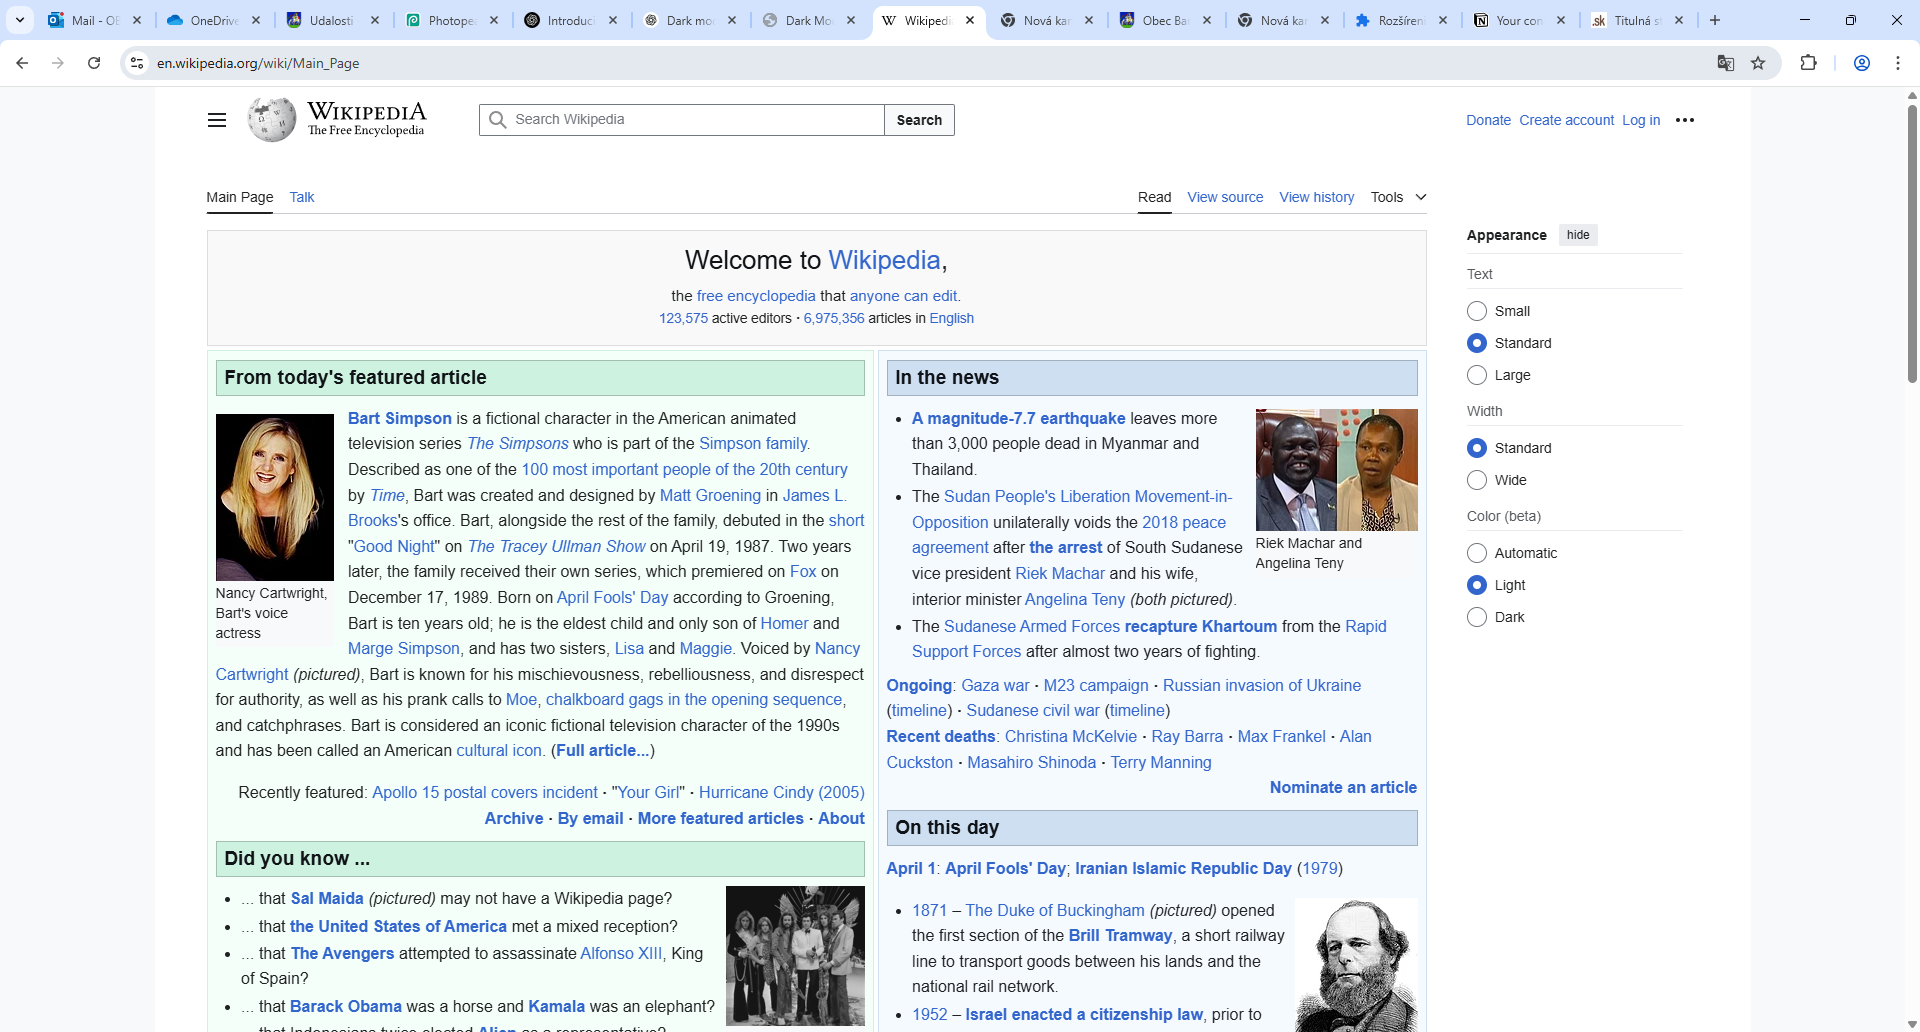 Mail - OB
OneDrive
Udalosti
Photopea
Introduci
Dark mo
Dark Mo
Wikipedi
Nová kar
Obec Ba
Nová kar
Rozšíren
Your con
Titulná s
en.wikipedia.org/wiki/Main_Page
WIKIPEDIA
The Free Encyclopedia
Search Wikipedia
Search
Donate Create account Log in
Main Page Talk
Read View source View history Tools
Welcome to Wikipedia,
the free encyclopedia that anyone can edit.
123,575 active editors · 6,975,356 articles in English
From today's featured article
Nancy Cartwright,
Bart's voice
actress
Bart Simpson is a fictional character in the American animated
television series The Simpsons who is part of the Simpson family.
Described as one of the 100 most important people of the 20th century
by Time, Bart was created and designed by Matt Groening in James L.
Brooks's office. Bart, alongside the rest of the family, debuted in the short
"Good Night" on The Tracey Ullman Show on April 19, 1987. Two years
later, the family received their own series, which premiered on Fox on
December 17, 1989. Born on April Fools' Day according to Groening,
Bart is ten years old; he is the eldest child and only son of Homer and
Marge Simpson, and has two sisters, Lisa and Maggie. Voiced by Nancy
Cartwright (pictured), Bart is known for his mischievousness, rebelliousness, and disrespect
for authority, as well as his prank calls to Moe, chalkboard gags in the opening sequence,
and catchphrases. Bart is considered an iconic fictional television character of the 1990s
and has been called an American cultural icon. (Full article...)
Recently featured: Apollo 15 postal covers incident · "Your Girl" · Hurricane Cindy (2005)
Archive · By email · More featured articles · About
Did you know ...
... that Sal Maida (pictured) may not have a Wikipedia page?
... that the United States of America met a mixed reception?
... that The Avengers attempted to assassinate Alfonso XIII, King
of Spain?
... that Barack Obama was a horse and Kamala was an elephant?
... that Indonesians twice elected Alien as a representative?
In the news
A magnitude-7.7 earthquake leaves more
than 3,000 people dead in Myanmar and
Thailand.
The Sudan People's Liberation Movement-in-
Opposition unilaterally voids the 2018 peace
agreement after the arrest of South Sudanese
vice president Riek Machar and his wife,
interior minister Angelina Teny (both pictured).
The Sudanese Armed Forces recapture Khartoum from the Rapid
Support Forces after almost two years of fighting.
Riek Machar and
Angelina Teny
Ongoing: Gaza war · M23 campaign · Russian invasion of Ukraine
(timeline) · Sudanese civil war (timeline)
Recent deaths: Christina McKelvie · Ray Barra · Max Frankel · Alan
Cuckston · Masahiro Shinoda · Terry Manning
Nominate an article
On this day
April 1: April Fools' Day; Iranian Islamic Republic Day (1979)
1871 – The Duke of Buckingham (pictured) opened
the first section of the Brill Tramway, a short railway
line to transport goods between his lands and the
national rail network.
1952 – Israel enacted a citizenship law, prior to
Appearance hide
Text
Small
Standard
Large
Width
Standard
Wide
Color (beta)
Automatic
Light
Dark